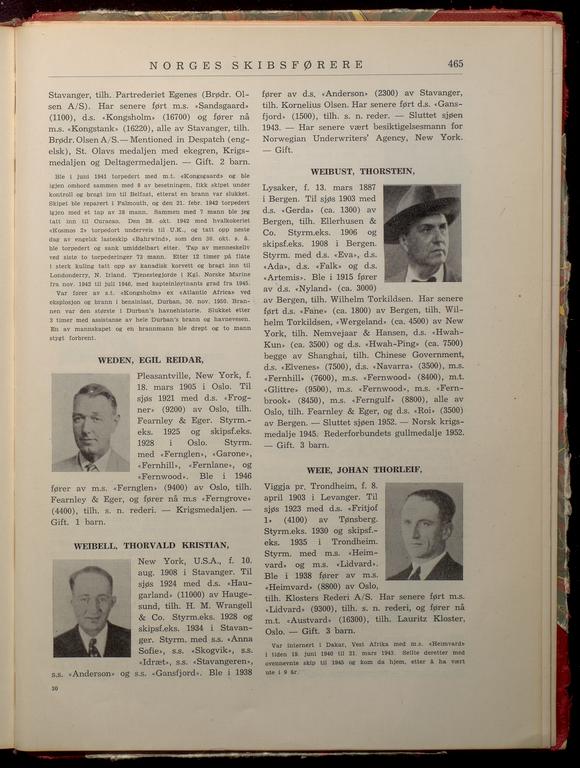 NORGES SKIBSFØRERE 465
Stavanger, tilh. Partrederiet Egenes (Brødr. Ol-
sen A/S). Har senere ført m.s. «Sandsgaard»
(1100), d.s. «Kongsholm» (16700) og fører nå
m.s. «Kongstank» (16220), alle av Stavanger, tilh.
Brødr. Olsen A/S.— Mentioned in Despatch (eng-
elsk), St. Olavs medaljen med ekegren, Krigs-
medaljen og Deltagermedaljen. — Gift. 2 barn.
Ble i juni 1941 torpedert med m.t. «Kongsgaard» og ble
igjen ombord sammen med 8 av besetningen, fikk skipet under
kontroll og bragt inn til Belfast, etterat en brann var slukket.
Skipet ble reparert i Falmouth, og den 21. febr. 1942 torpedert
igjen med et tap av 38 mann. Sammen med 7 mann ble jeg
tatt inn til Curacao. Den 28. okt. 1942 med hvalkokeriet
«Kosmos 2» torpedort underveis til U.K., og tatt opp neste
dag av engelsk lasteskip «Bahrwind», som den 30. okt. s. å.
ble torpedert og sank umiddelbart etter. Tap av menneskeliv
ved siste to torpederinger 73 mann. Etter 12 timer på flåte
i sterk kuling tatt opp av kanadisk korvett og bragt inn til
Londonderry, N. Irland. Tjenestegjorde i Kgl. Norske Marine
fra nov. 1942 til juli 1946, med kapteinløytnants grad fra 1945.
Var fører av s.t. «Kongsholm» ex «Atlantic Africa» ved
eksplosjon og brann i bensinlast, Durban, 30. nov. 1950. Bran-
nen var den største i Durban's havnehistorie. Slukket etter
3 timer med assistanse av hele Durban's brann og havnevesen.
En av mannskapet og en brannmann ble drept og to mann
stygt forbrent.
WEDEN, EGIL REIDAR,
Pleasantville, New York, f.
18. mars 1905 i Oslo. Til
sjøs 1921 med d.s. «Frog-
ner» (9200) av Oslo, tilh.
Fearnley & Eger. Styrm.-
eks. 1925 og skipsf.eks.
1928 i Oslo. Styrm.
med «Fernglen», «Garone»,
«Fernhill», «Fernlane», og
«Fernwood». Ble i 1946
fører av m.s. «Fernglen» (9400) av Oslo, tilh.
Fearnley & Eger, og fører nå m.s «Ferngrove»
(4400), tilh. s. n. rederi. — Krigsmedaljen. —
Gift. 1 barn.
WEIBELL, THORVALD KRISTIAN,
New York, U.S.A., f. 10.
aug. 1908 i Stavanger. Til
sjøs 1924 med d.s. «Hau-
garland» (11000) av Hauge-
sund, tilh. H. M. Wrangell
& Co. Styrm.eks. 1928 og
skipsf.eks. 1934 i Stavan-
ger. Styrm. med s.s. «Anna
Sofie», s.s. «Skogvik», s.s.
«Idræt», s.s. «Stavangeren»,
s.s. «Anderson» og s.s. «Gansfjord». Ble i 1938
30
fører av d.s. «Anderson» (2300) av Stavanger,
tilh. Kornelius Olsen. Har senere ført d.s. «Gans-
fjord» (1500), tilh. s. n. reder. — Sluttet sjøen
1943. — Har senere vært besiktigelsesmann for
Norwegian Underwriters' Agency, New York.
— Gift.
WEIBUST, THORSTEIN,
Lysaker, f. 13. mars 1887
i Bergen. Til sjøs 1903 med
d.s. «Gerda» (ca. 1300) av
Bergen, tilh. Ellerhusen &
Co. Styrm.eks. 1906 og
skipsf.eks. 1908 i Bergen.
Styrm. med d.s. «Eva», d.s.
«Ada», d.s. «Falk» og d.s.
«Artemis». Ble i 1915 fører
av d.s. «Nyland» (ca. 3000)
av Bergen, tilh. Wilhelm Torkildsen. Har senere
ført d.s. «Fane» (ca. 1800) av Bergen, tilh. Wil-
helm Torkildsen, «Wergeland» (ca. 4500) av New
York, tilh. Nemvejaar & Hansen, d.s. «Hwah-
Kun» (ca. 3500) og d.s. «Hwah-Ping» (ca. 7500)
begge av Shanghai, tilh. Chinese Government,
d.s. «Elvenes» (7500), d.s. «Navarra» (3500), m.s.
«Fernhill» (7600), m.s. «Fernwood» (8400), m.t.
«Glittre» (9500), m.s. «Fernwood», m.s. «Fern-
brook» (8450), m.s. «Ferngulf» (8800), alle av
Oslo, tilh. Fearnley & Eger, og d.s. «Roi» (3500)
av Bergen. — Sluttet sjøen 1952. — Norsk krigs-
medalje 1945. Rederforbundets gullmedalje 1952.
— Gift. 3 barn.
WEIE, JOHAN THORLEIF,
Viggja pr. Trondheim, f. 8.
april 1903 i Levanger. Til
sjøs 1923 med d.s. «Fritjof
1» (4100) av Tønsberg.
Styrm.eks. 1930 og skipsf.-
eks. 1935 i Trondheim.
Styrm. med m.s. «Heim-
vard» og m.s. «Lidvard».
Ble i 1938 fører av m.s.
«Heimvard» (8800) av Oslo,
tilh. Klosters Rederi A/S. Har senere ført m.s.
«Lidvard» (9300), tilh. s. n. rederi, og fører nå
m.t. «Austvard» (16300), tilh. Lauritz Kloster,
Oslo. — Gift. 3 barn.
Var internert i Dakar, Vest Afrika med m.s. «Heimvard»
i tiden 18. juni 1940 til 21. mars 1943. Seilte deretter med
ovennevnte skip til 1945 og kom da hjem, etter å ha vært
ute i 9 år.